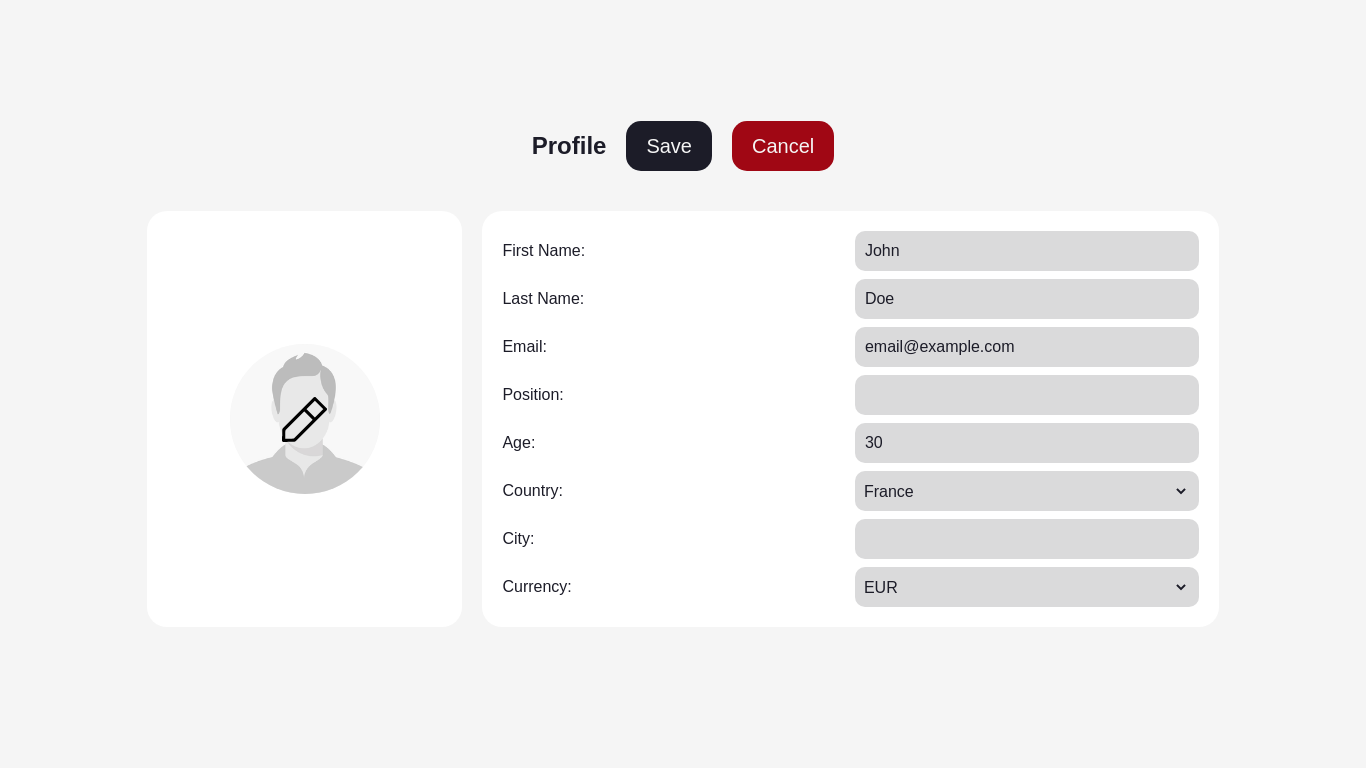 Profile Save Cancel
First Name: John
Last Name: Doe
Email: email@example.com
Position:
Age: 30
Country: France
City:
Currency: EUR